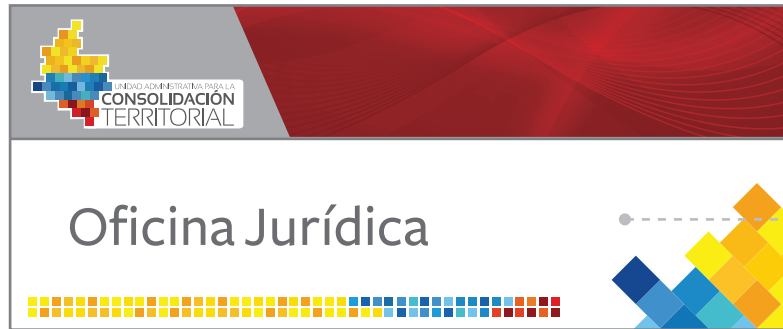 UNIDAD ADMINISTRATIVA PARA LA
CONSOLIDACIÓN
TERRITORIAL
Oficina Jurídica